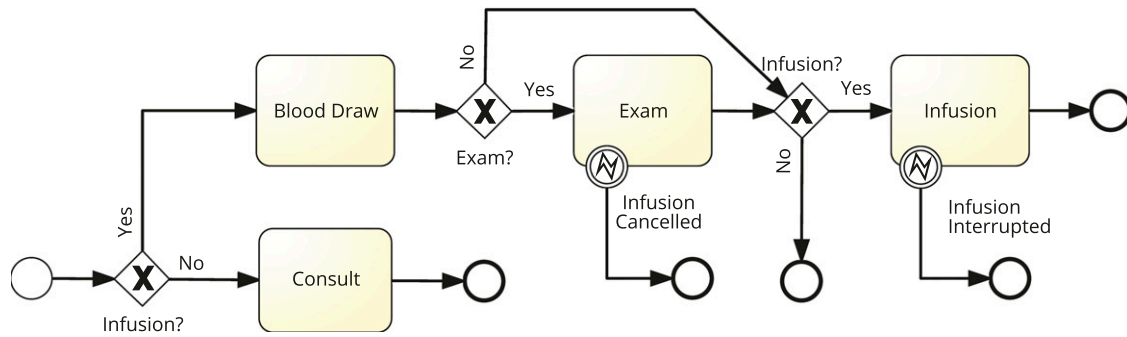 No
Infusion?
Blood Draw
Yes
Exam
Yes
Infusion
Exam?
No
Infusion
Cancelled
Infusion
Interrupted
Yes
No
Consult
Infusion?